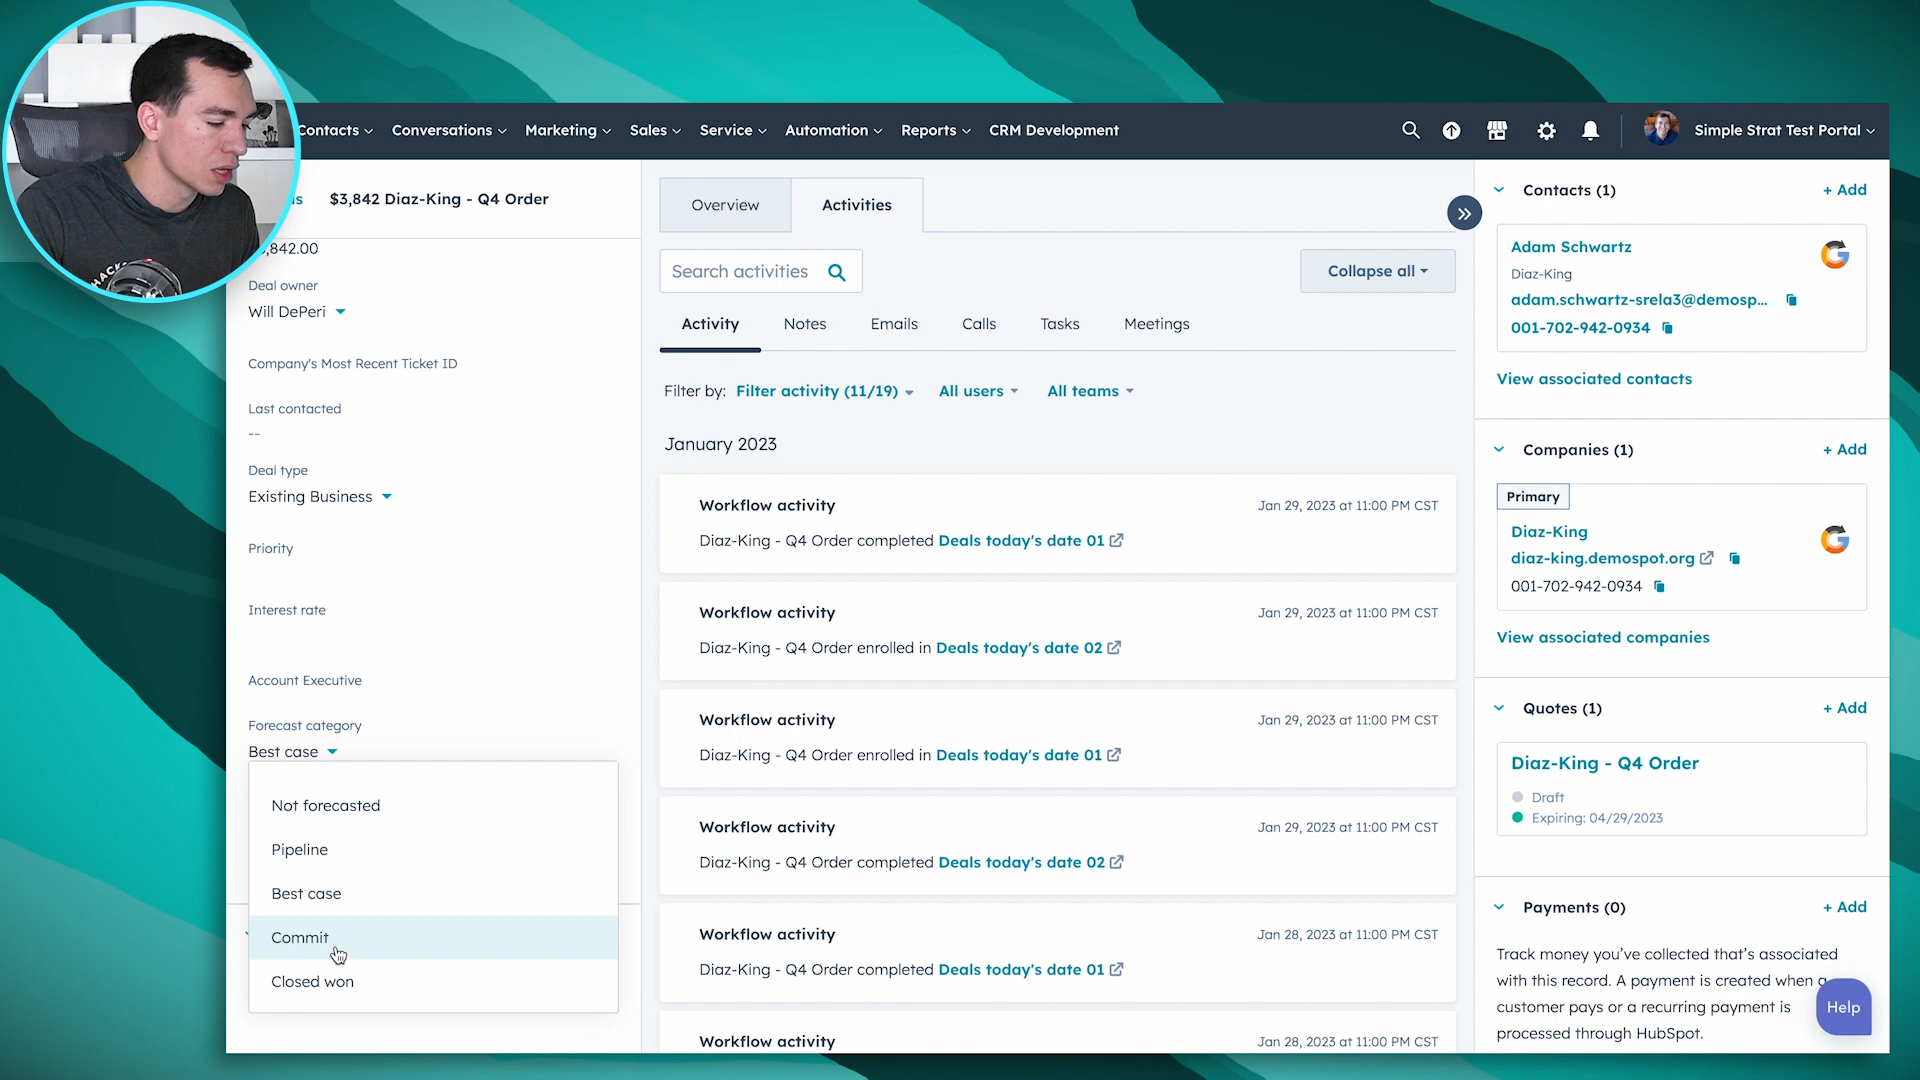 Contacts
Conversations
Marketing
Sales
Service
Automation
Reports
CRM Development
Simple Strat Test Portal
$3,842 Diaz-King - Q4 Order
,842.00
Deal owner
Will DePeri
Company's Most Recent Ticket ID
Last contacted
--
Deal type
Existing Business
Priority
Interest rate
Account Executive
Forecast category
Best case
Not forecasted
Pipeline
Best case
Commit
Closed won
Overview
Activities
Search activities
Collapse all
Activity
Notes
Emails
Calls
Tasks
Meetings
Filter by: Filter activity (11/19) All users All teams
January 2023
Workflow activity Jan 29, 2023 at 11:00 PM CST
Diaz-King - Q4 Order completed Deals today's date 01
Workflow activity Jan 29, 2023 at 11:00 PM CST
Diaz-King - Q4 Order enrolled in Deals today's date 02
Workflow activity Jan 29, 2023 at 11:00 PM CST
Diaz-King - Q4 Order enrolled in Deals today's date 01
Workflow activity Jan 29, 2023 at 11:00 PM CST
Diaz-King - Q4 Order completed Deals today's date 02
Workflow activity Jan 28, 2023 at 11:00 PM CST
Diaz-King - Q4 Order completed Deals today's date 01
Workflow activity Jan 28, 2023 at 11:00 PM CST
Contacts (1) + Add
Adam Schwartz
Diaz-King
adam.schwartz-srela3@demosp...
001-702-942-0934
View associated contacts
Companies (1) + Add
Primary
Diaz-King
diaz-king.demospot.org
001-702-942-0934
View associated companies
Quotes (1) + Add
Diaz-King - Q4 Order
Draft
Expiring: 04/29/2023
Payments (0) + Add
Track money you've collected that's associated
with this record. A payment is created when a
customer pays or a recurring payment is
processed through HubSpot.
Help